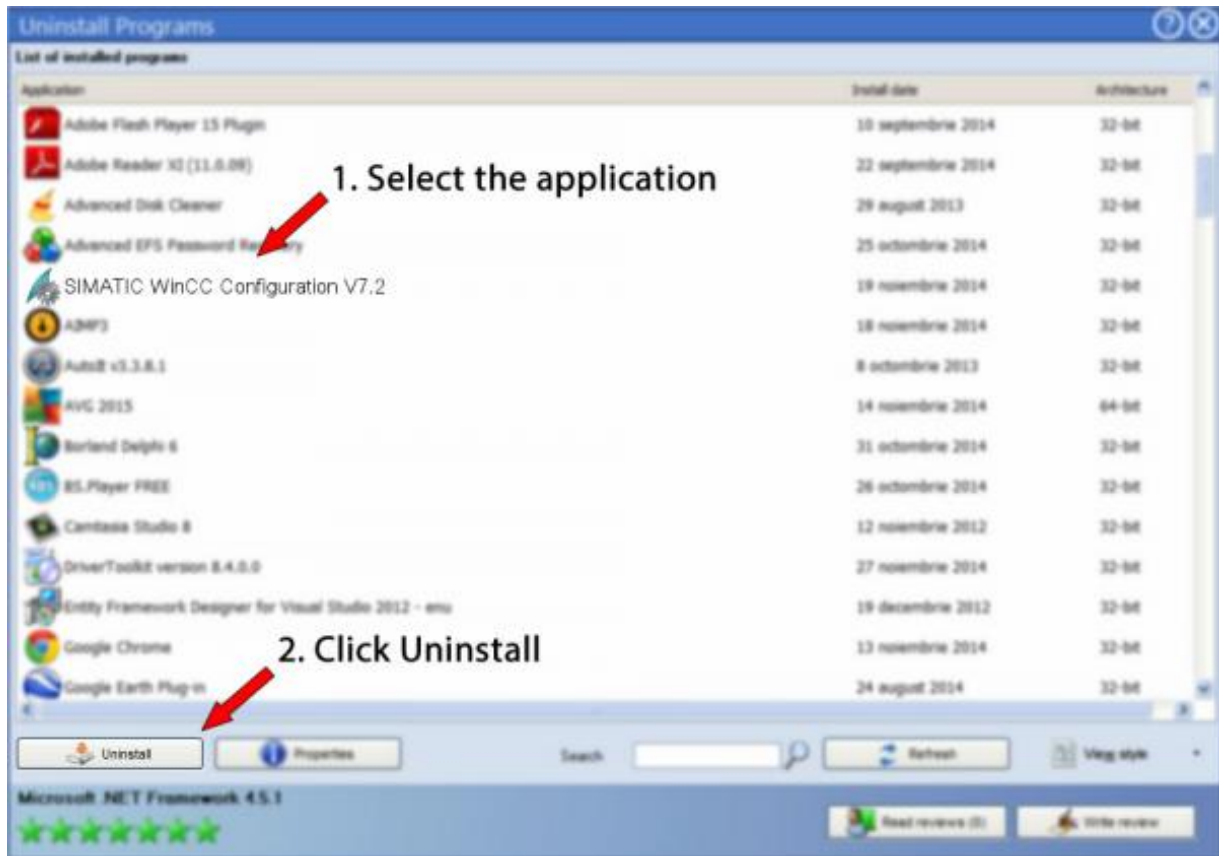 Uninstall Programs
List of installed programs
Application Install date Architecture
Adobe Flash Player 15 Plugin 10 septembrie 2014 32-bit
Adobe Reader XI (11.0.09) 22 septembrie 2014 32-bit
1. Select the application
Advanced Disk Cleaner 29 august 2013 32-bit
Advanced EFS Password Recovery 25 octombrie 2014 32-bit
SIMATIC WinCC Configuration V7.2 19 noiembrie 2014 32-bit
AIMP3 18 noiembrie 2014 32-bit
AutoIt v3.3.8.1 8 octombrie 2013 32-bit
AVG 2015 14 noiembrie 2014 64-bit
Borland Delphi 6 31 octombrie 2014 32-bit
BS.Player FREE 26 octombrie 2014 32-bit
Camtasia Studio 8 12 noiembrie 2012 32-bit
DriverToolkit version 8.4.0.0 27 noiembrie 2014 32-bit
Entity Framework Designer for Visual Studio 2012 - enu 19 decembrie 2012 32-bit
Google Chrome 13 noiembrie 2014 32-bit
2. Click Uninstall
Google Earth Plug-in 24 august 2014 32-bit
Uninstall Properties Search Refresh View style
Microsoft .NET Framework 4.5.1
Read reviews (0) Write review